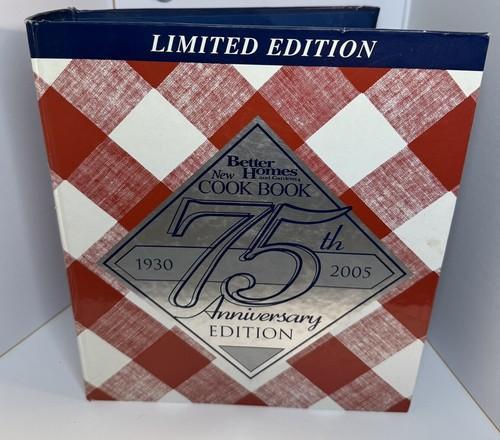 LIMITED EDITION
Better
Homes
and Gardens
New
COOK BOOK
75th
1930 2005
Anniversary
EDITION